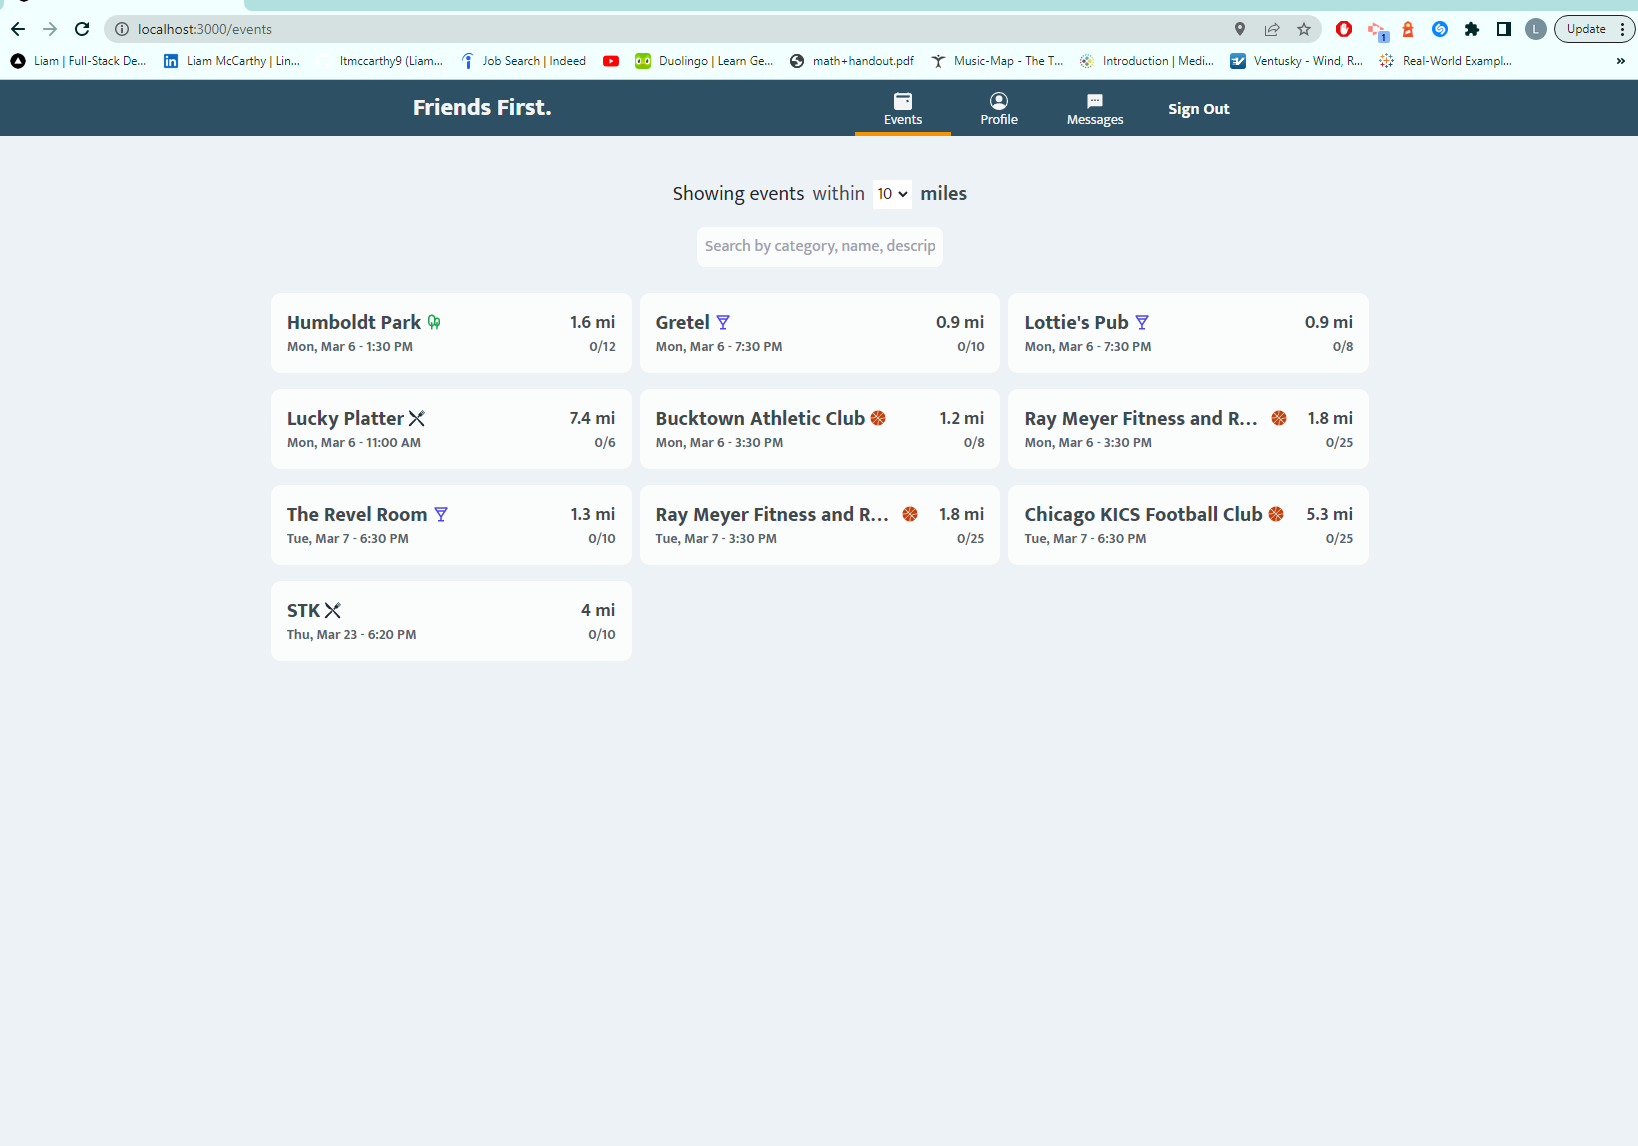 localhost:3000/events
1
L
Update
Liam | Full-Stack De...
Liam McCarthy | Lin...
ltmccarthy9 (Liam...
Job Search | Indeed
Duolingo | Learn Ge...
math+handout.pdf
Music-Map - The T...
Introduction | Medi...
Ventusky - Wind, R...
Real-World Exampl...
»
Friends First.
Events
Profile
Messages
Sign Out
Showing events within 10 miles
Search by category, name, descrip
Humboldt Park 1.6 mi
Mon, Mar 6 - 1:30 PM 0/12
Gretel 0.9 mi
Mon, Mar 6 - 7:30 PM 0/10
Lottie's Pub 0.9 mi
Mon, Mar 6 - 7:30 PM 0/8
Lucky Platter 7.4 mi
Mon, Mar 6 - 11:00 AM 0/6
Bucktown Athletic Club 1.2 mi
Mon, Mar 6 - 3:30 PM 0/8
Ray Meyer Fitness and R... 1.8 mi
Mon, Mar 6 - 3:30 PM 0/25
The Revel Room 1.3 mi
Tue, Mar 7 - 6:30 PM 0/10
Ray Meyer Fitness and R... 1.8 mi
Tue, Mar 7 - 3:30 PM 0/25
Chicago KICS Football Club 5.3 mi
Tue, Mar 7 - 6:30 PM 0/25
STK 4 mi
Thu, Mar 23 - 6:20 PM 0/10